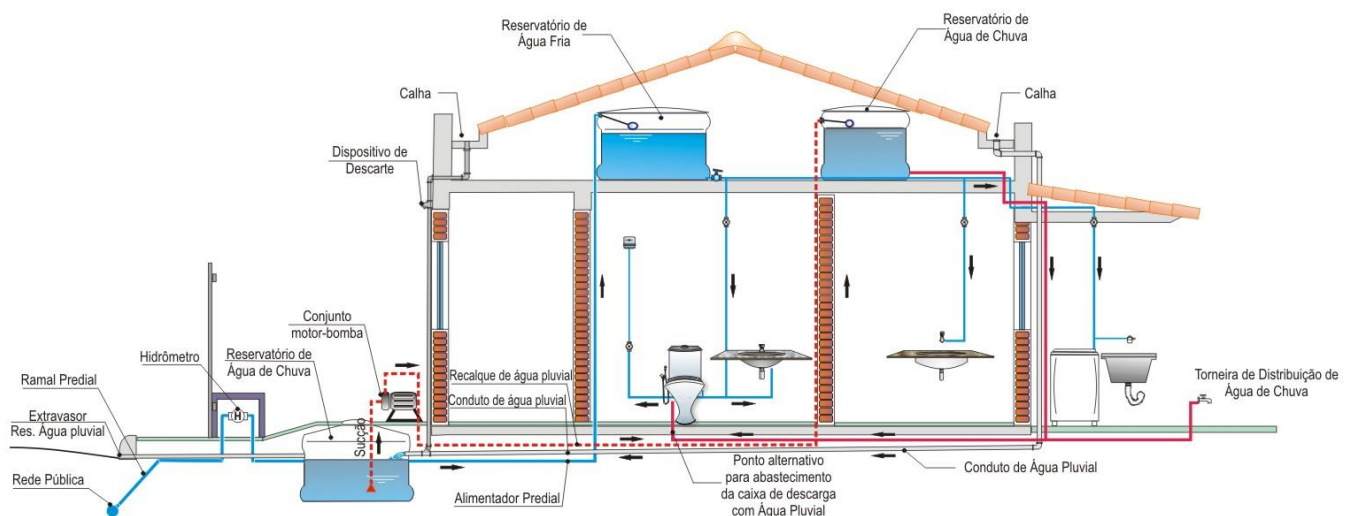 Reservatório de
Água Fria
Reservatório de
Água de Chuva
Calha
Calha
Dispositivo de
Descarte
Conjunto
motor-bomba
Hidrômetro
Reservatório de
Água de Chuva
Ramal Predial
Extravasor
Res. Água pluvial
Rede Pública
H
Sucção
Recalque de água pluvial
Conduto de água pluvial
Alimentador Predial
Ponto alternativo
para abastecimento
da caixa de descarga
com Água Pluvial
Conduto de Água Pluvial
Torneira de Distribuição de
Água de Chuva